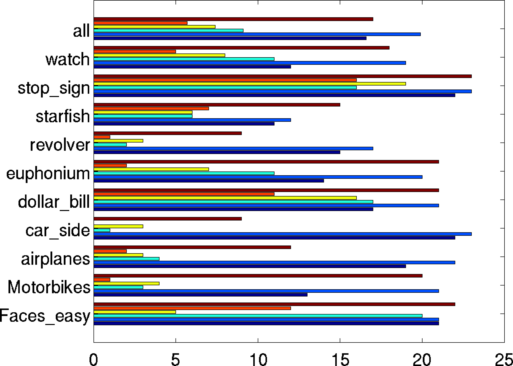 all
watch
stop_sign
starfish
revolver
euphonium
dollar_bill
car_side
airplanes
Motorbikes
Faces_easy
0 5 10 15 20 25